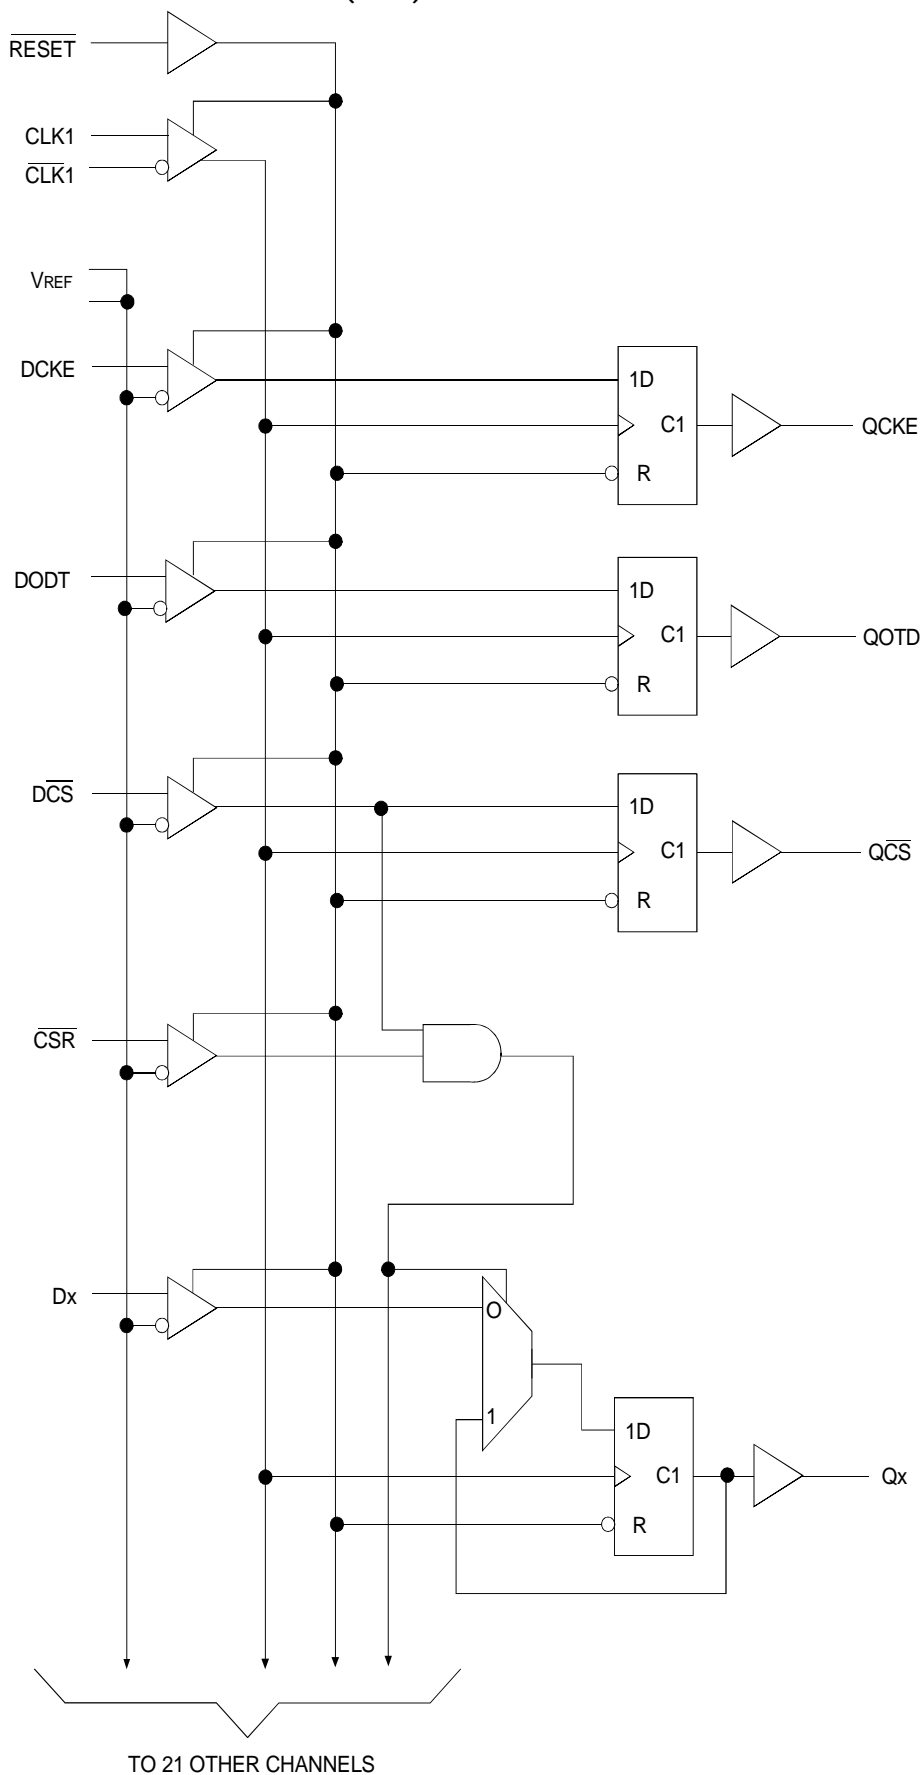 RESET
CLK1
CLK1
VREF
DCKE
1D
C1
R
QCKE
DODT
1D
C1
R
QOTD
DCS
1D
C1
R
QCS
CSR
Dx
O
1
1D
C1
R
Qx
TO 21 OTHER CHANNELS